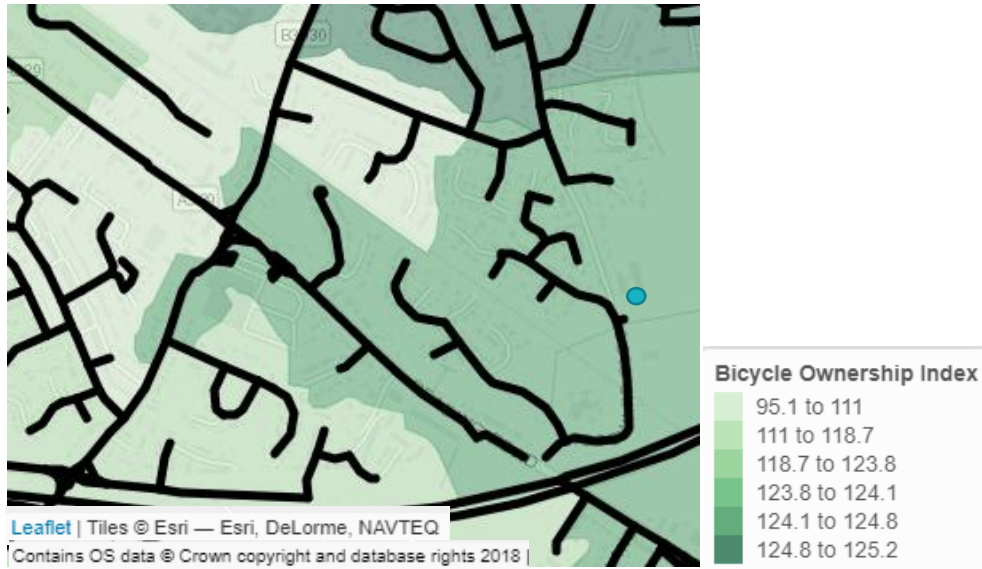 Leaflet | Tiles © Esri — Esri, DeLorme, NAVTEQ
Contains OS data © Crown copyright and database rights 2018 |
Bicycle Ownership Index
95.1 to 111
111 to 118.7
118.7 to 123.8
123.8 to 124.1
124.1 to 124.8
124.8 to 125.2